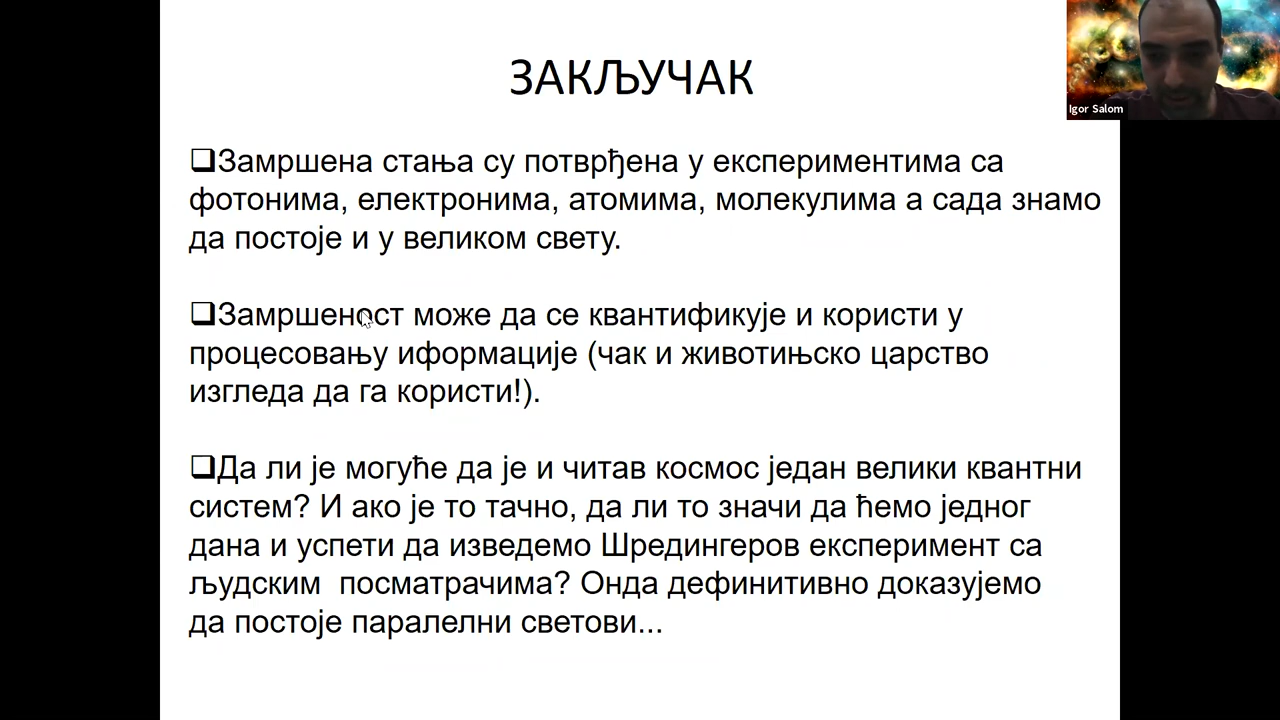 ЗАКЉУЧАК
Igor Salom
❑Замршена стања су потврђена у експериментима са
фотонима, електронима, атомима, молекулима а сада знамо
да постоје и у великом свету.
❑Замршеност може да се квантификује и користи у
процесовању иформације (чак и животињско царство
изгледа да га користи!).
❑Да ли је могуће да је и читав космос један велики квантни
систем? И ако је то тачно, да ли то значи да ћемо једног
дана и успети да изведемо Шредингеров експеримент са
људским посматрачима? Онда дефинитивно доказујемо
да постоје паралелни светови...